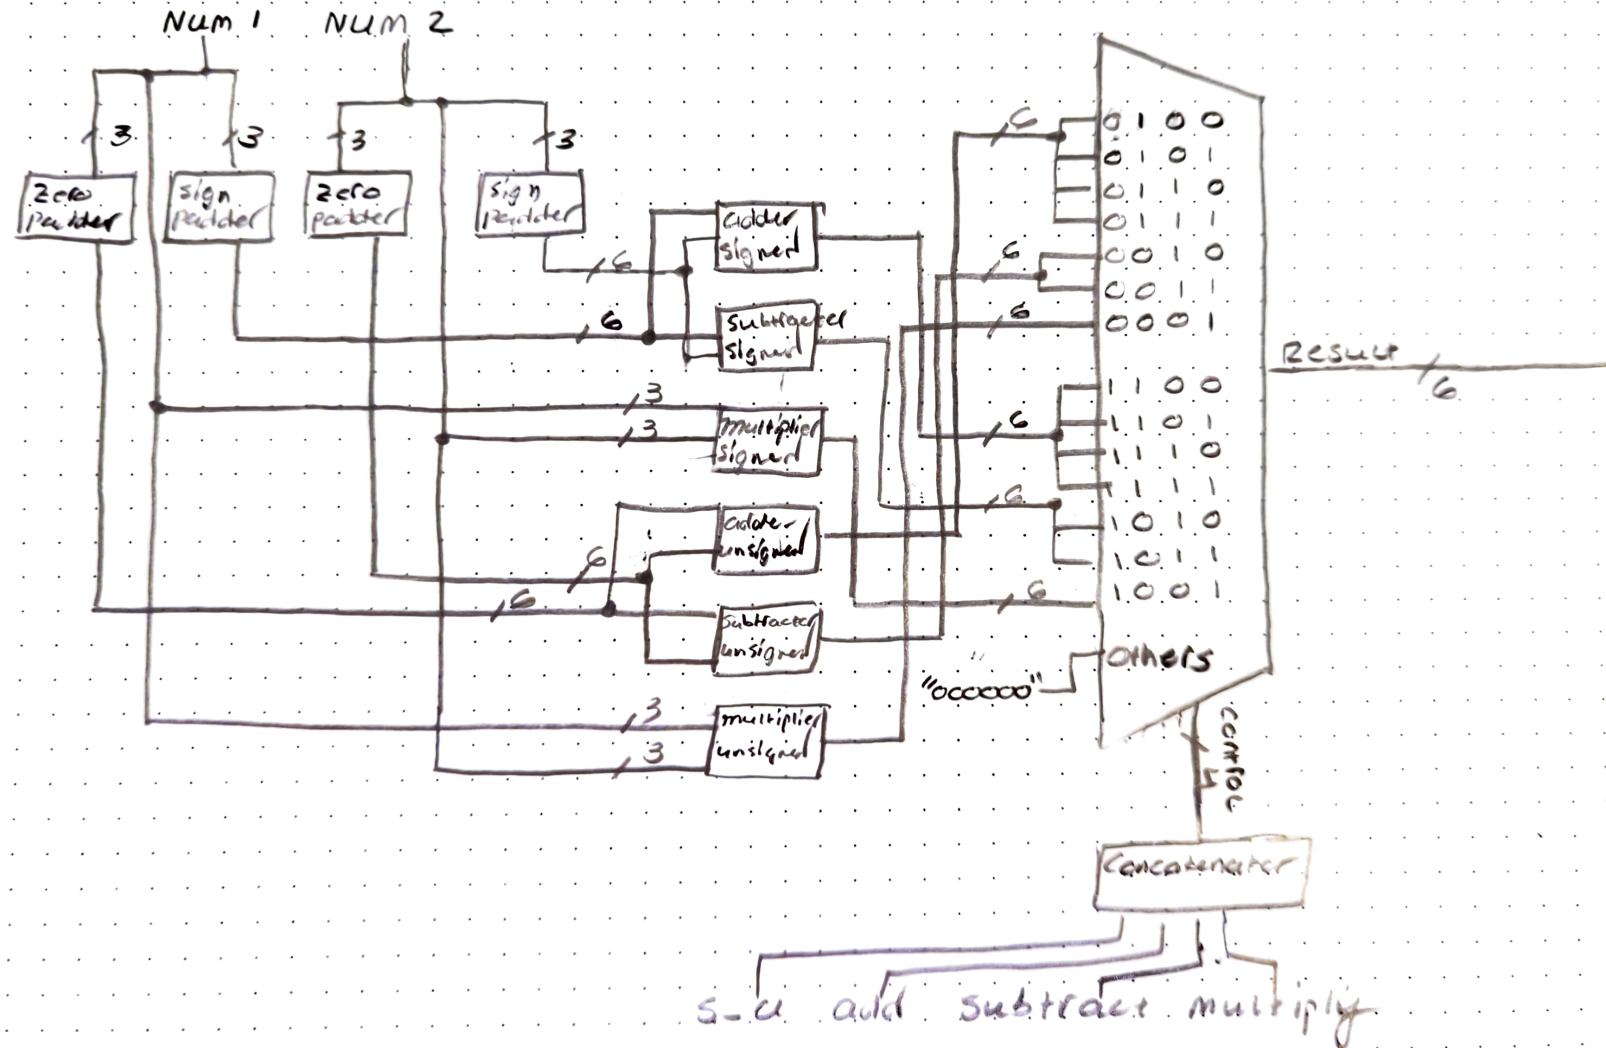 Num 1 Num 2
3 3 3 3
Zero padder
sign padder
Zero padder
sign padder
adder signed
6
6
subtracter signed
3
3
multiplier signed
adder unsigned
6
6
subtracter unsigned
3
3
multiplier unsigned
6
6
6
6
6
6
0 1 0 0
0 1 0 1
0 1 1 0
0 1 1 1
0 0 1 0
0 0 1 1
0 0 0 1
1 1 0 0
1 1 0 1
1 1 1 0
1 1 1 1
1 0 1 0
1 0 1 1
1 0 0 1
"000000"
Others
Result
6
control
4
Concatenater
s_u add subtract multiply